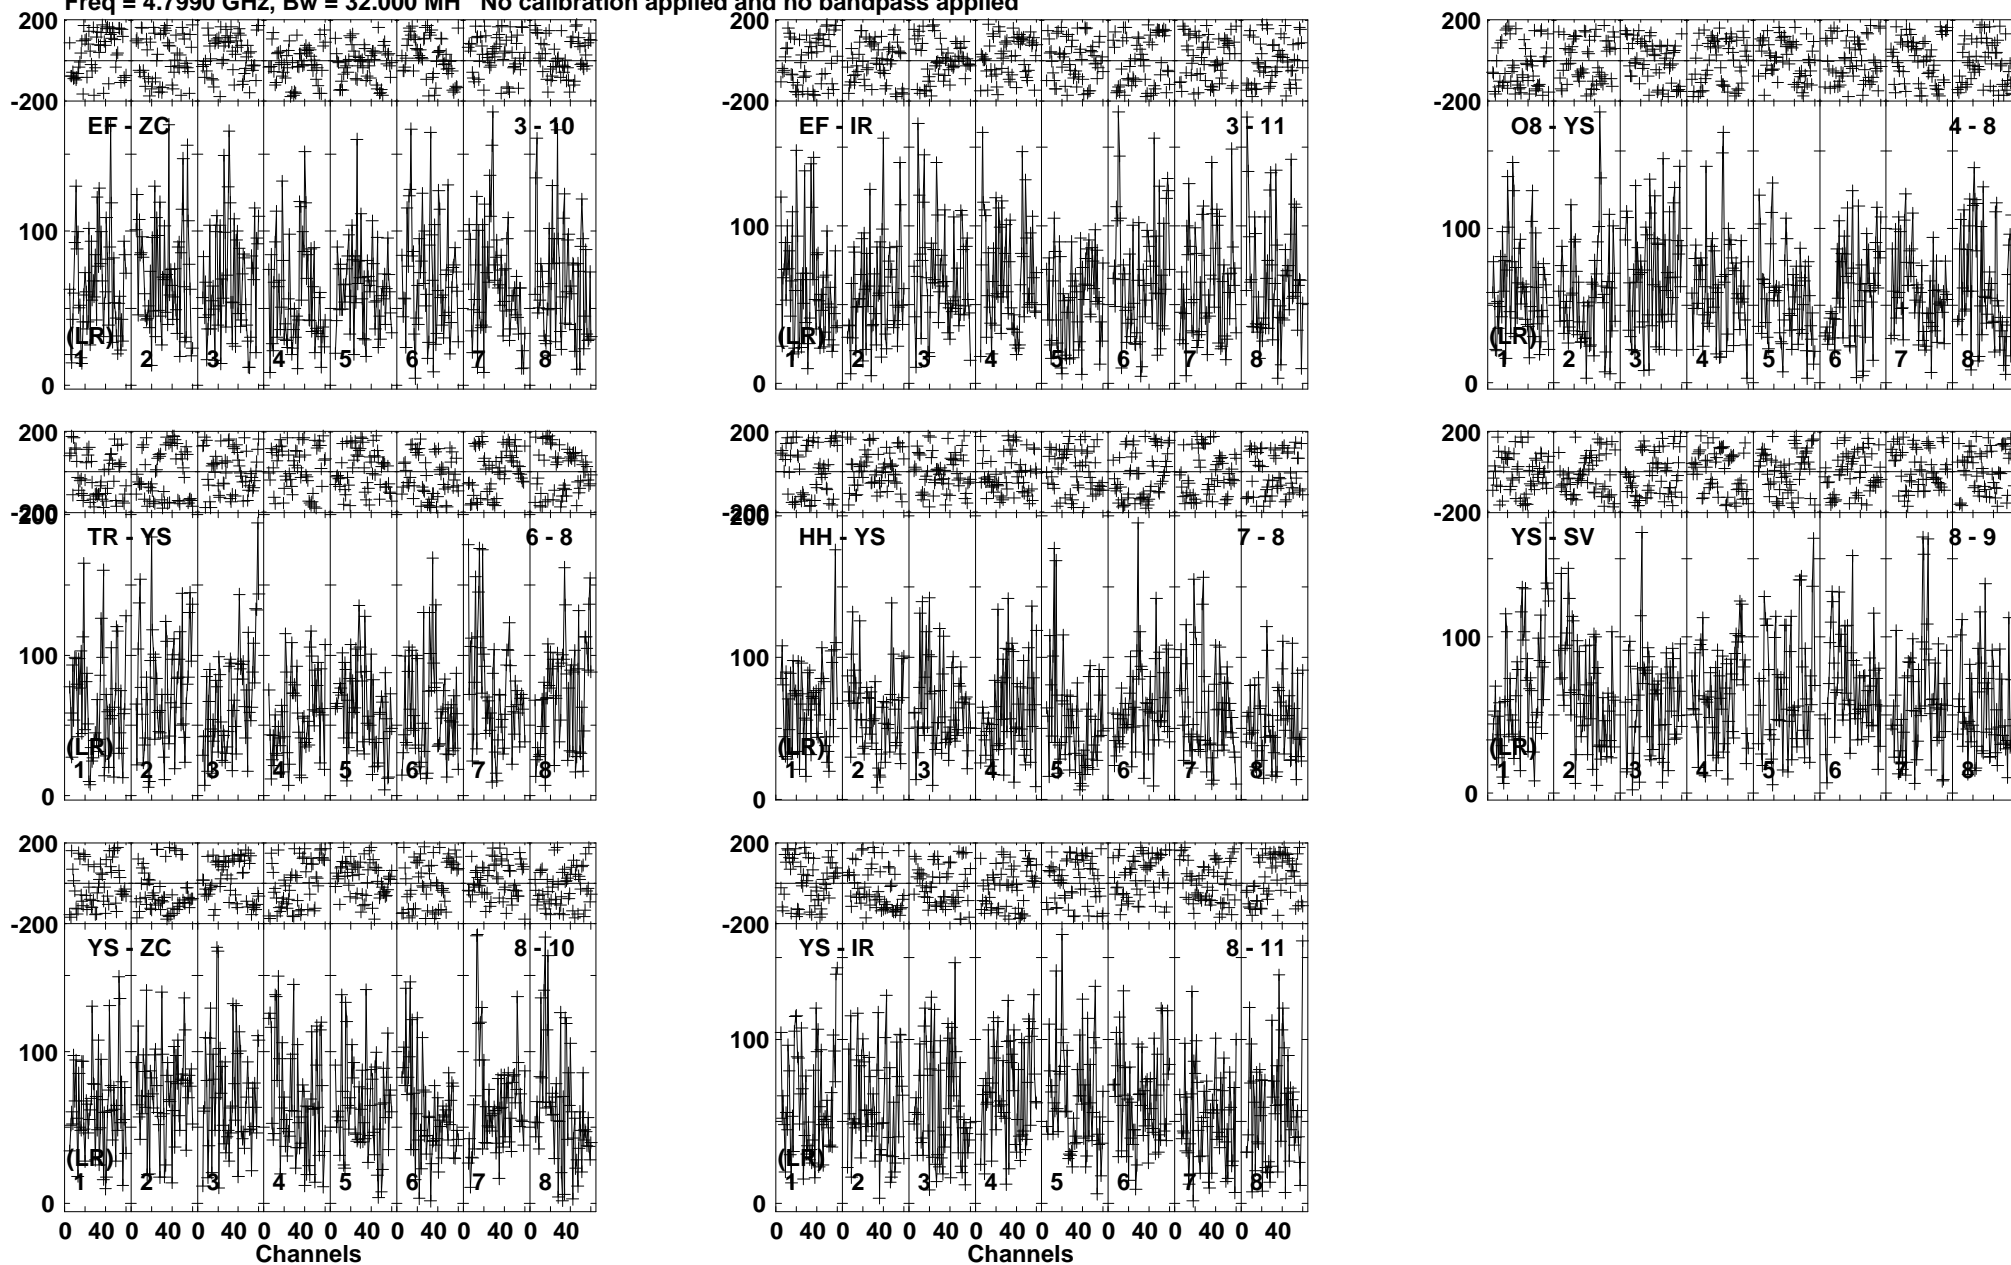 Freq = 4.7990 GHz, Bw = 32.000 MH No calibration applied and no bandpass applied
200 200 200
-200 -200 -200
EF - ZC 3 - 10 EF - IR 3 - 11 O8 - YS 4 - 8
100 100 100
(LR) (LR) (LR)
1 2 3 4 5 6 7 8 1 2 3 4 5 6 7 8 1 2 3 4 5 6 7 8
0 0 0
200 200 200
-200 -200 -200
200 200
TR - YS 6 - 8 HH - YS 7 - 8 YS - SV 8 - 9
100 100 100
(LR) (LR) (LR)
1 2 3 4 5 6 7 8 1 2 3 4 5 6 7 8 1 2 3 4 5 6 7 8
0 0 0
200 200
-200 -200
YS - ZC 8 - 10 YS - IR 8 - 11
100 100
(LR) (LR)
1 2 3 4 5 6 7 8 1 2 3 4 5 6 7 8
0 0
0 40 0 40 0 40 0 40 0 40 0 40 0 40 0 40 0 40 0 40 0 40 0 40 0 40 0 40 0 40 0 40
Channels Channels